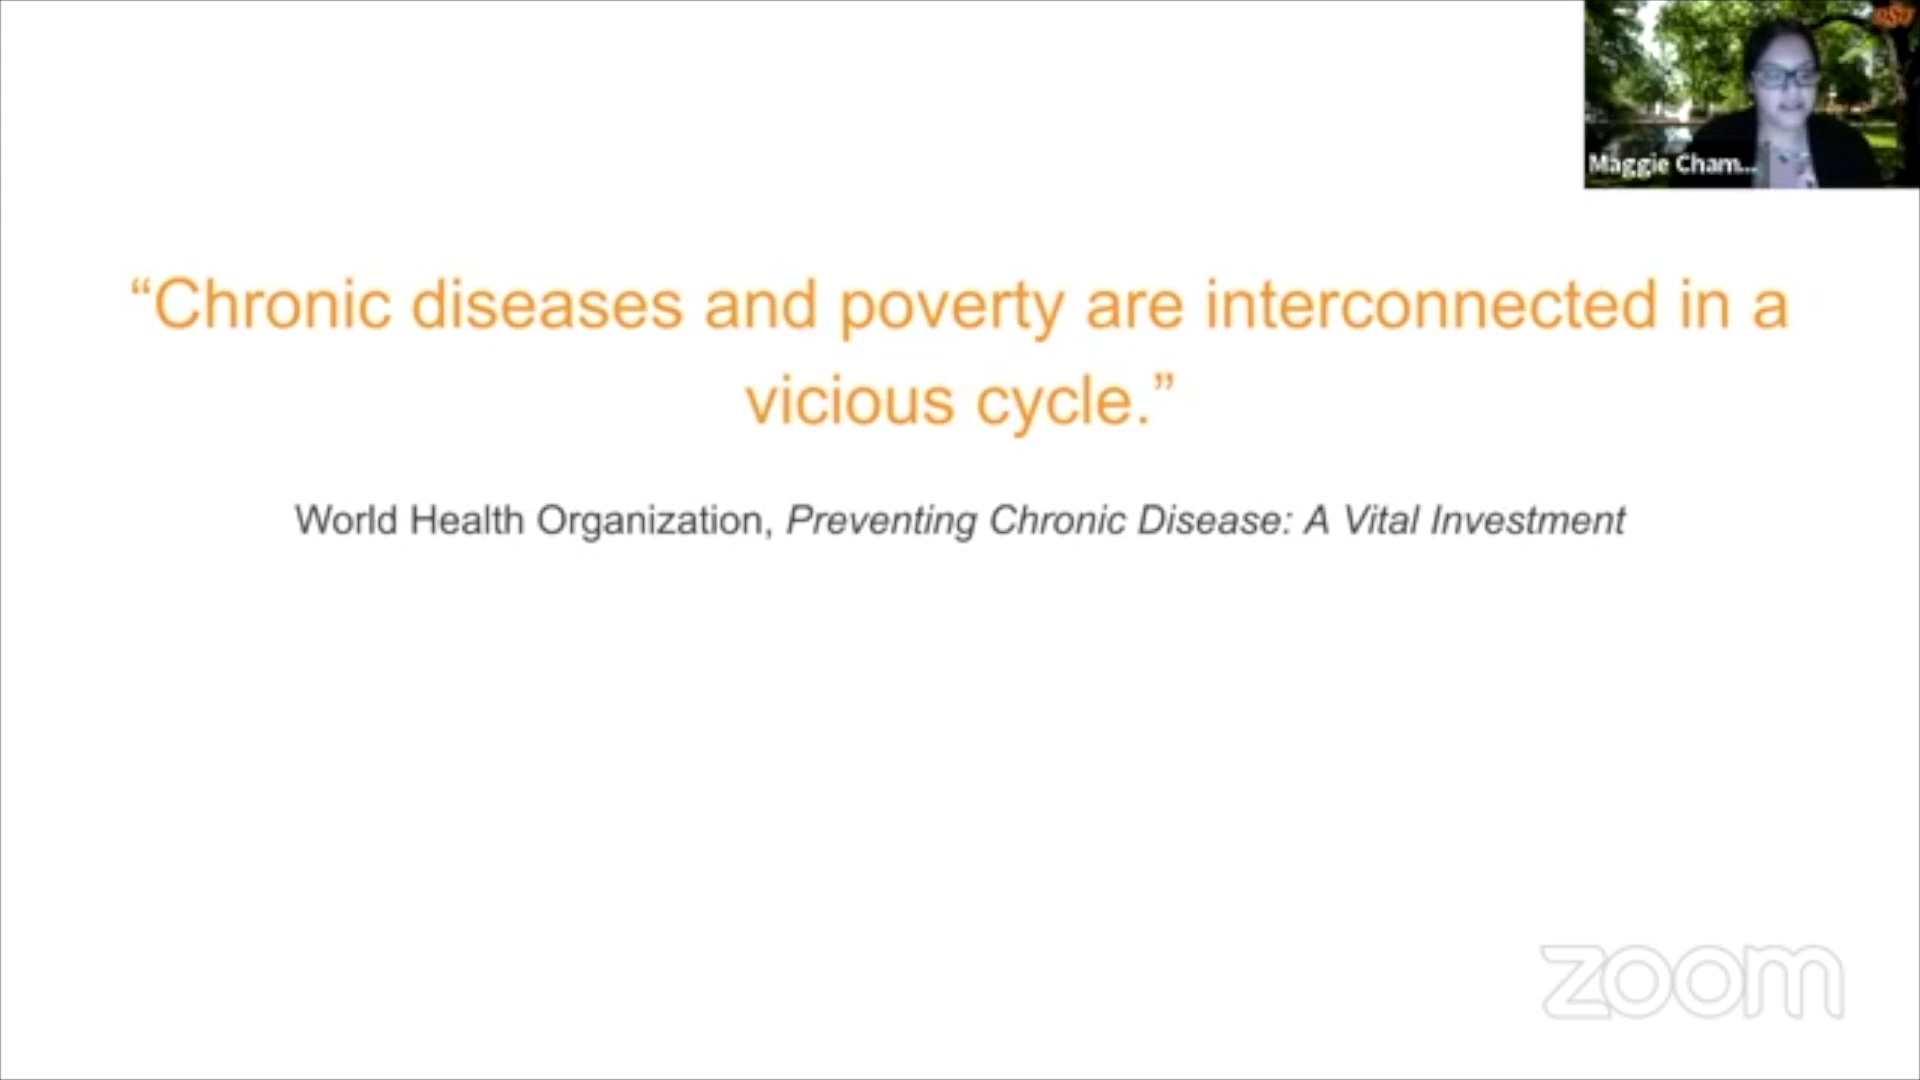 OSU
Maggie Cham...
“Chronic diseases and poverty are interconnected in a
vicious cycle.”
World Health Organization, Preventing Chronic Disease: A Vital Investment
zoom